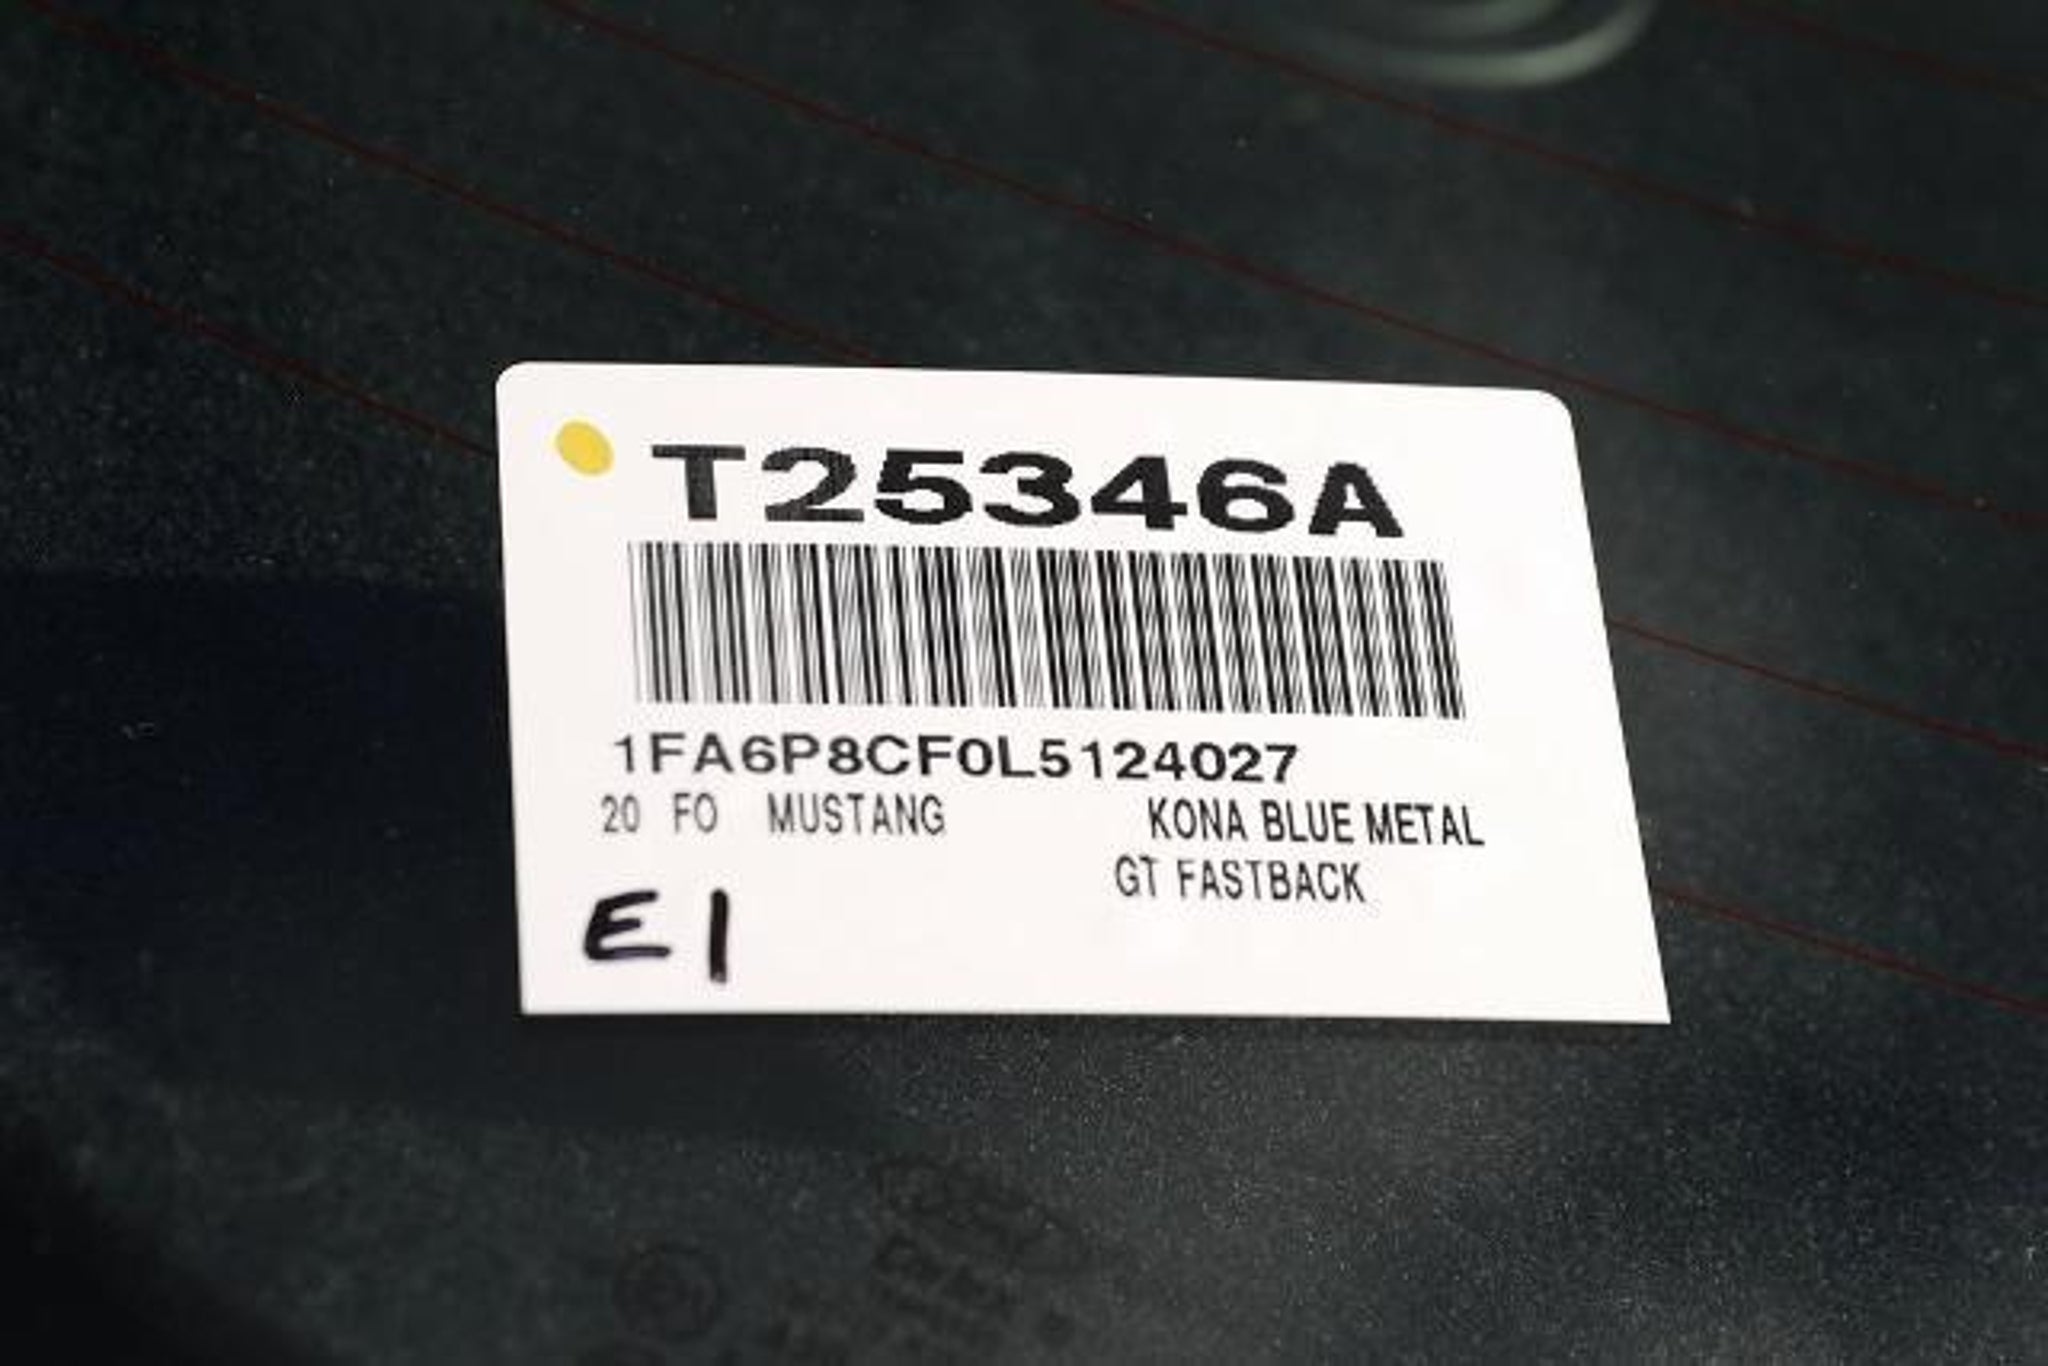 T25346A
1FA6P8CF0L5124027
20 FO MUSTANG KONA BLUE METAL
GT FASTBACK
E1